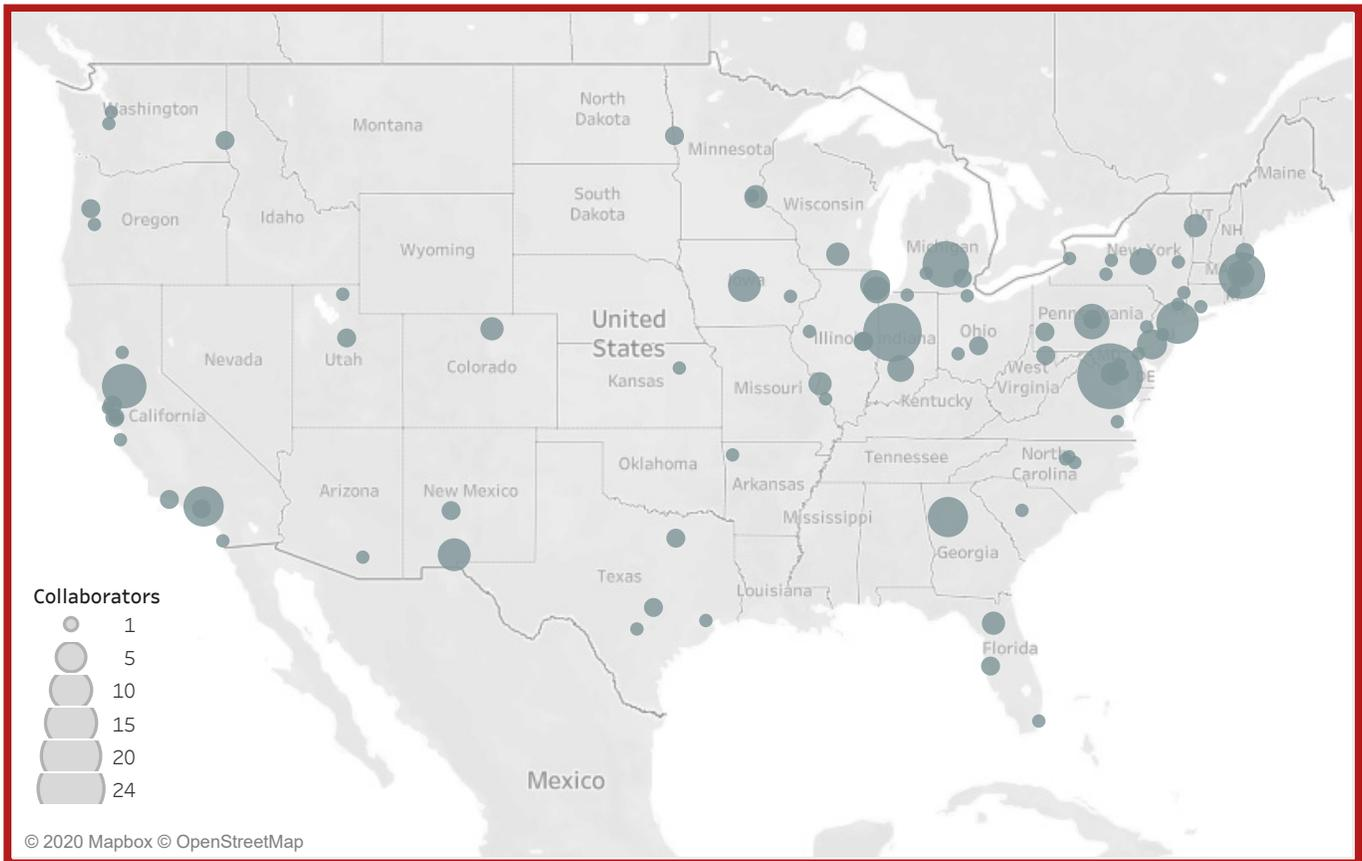 Washington
Montana
North
Dakota
Minnesota
Maine
Oregon
Idaho
South
Dakota
Wisconsin
VT
NH
Wyoming
Michigan
New York
Iowa
United
States
Pennsylvania
Nevada
Utah
Colorado
Kansas
Illinois
Indiana
Ohio
West
Virginia
MD
DE
California
Missouri
Kentucky
Arizona
New Mexico
Oklahoma
Arkansas
Tennessee
North
Carolina
Mississippi
Georgia
Texas
Louisiana
Florida
Mexico
Collaborators
1
5
10
15
20
24
© 2020 Mapbox © OpenStreetMap